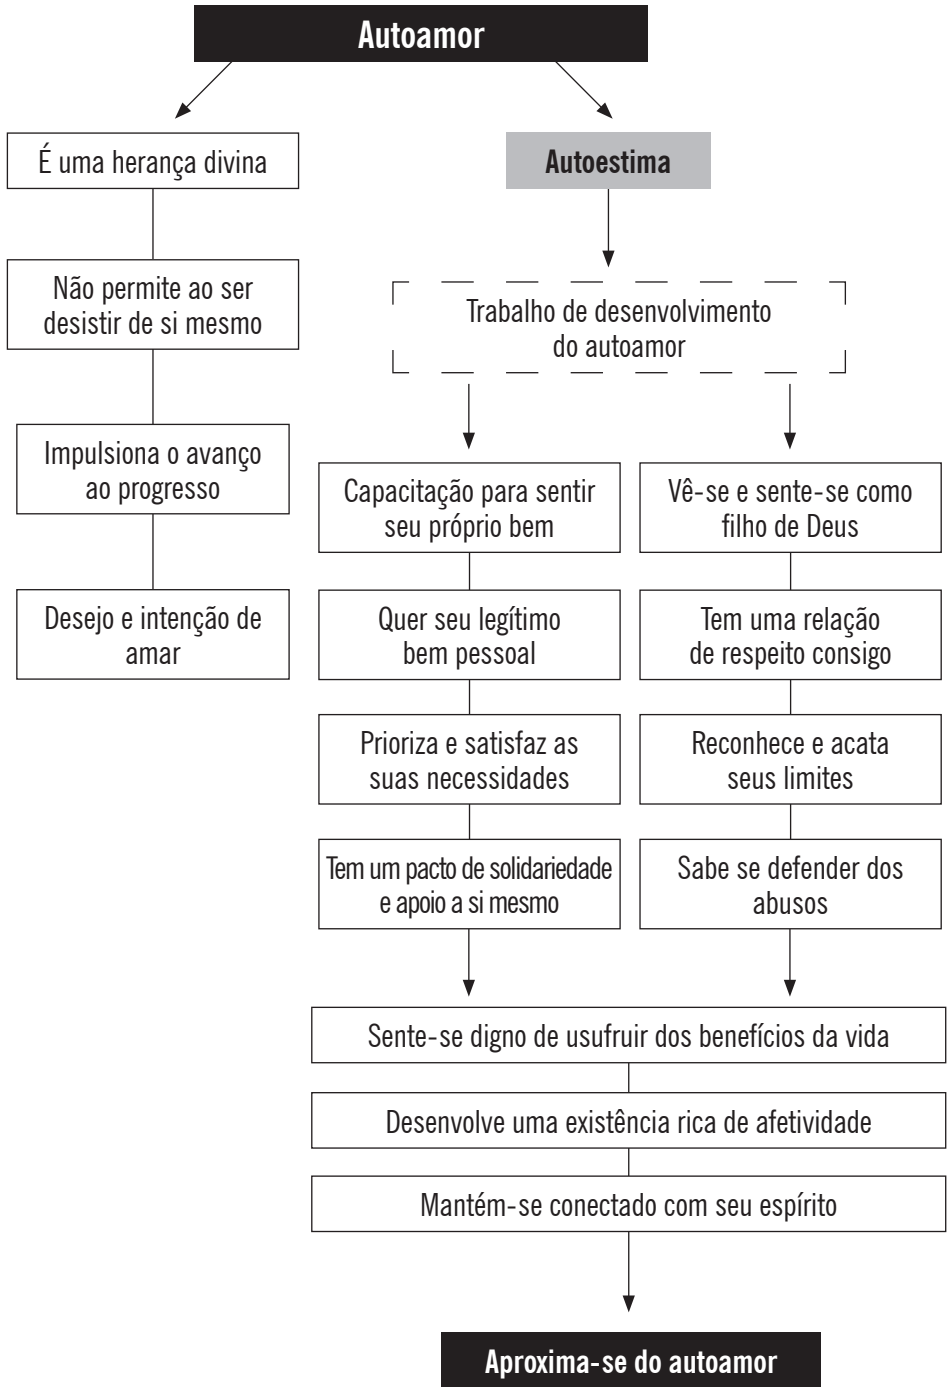 Autoamor
É uma herança divina
Não permite ao ser
desistir de si mesmo
Impulsiona o avanço
ao progresso
Desejo e intenção de
amar
Autoestima
Trabalho de desenvolvimento
do autoamor
Capacitação para sentir
seu próprio bem
Quer seu legítimo
bem pessoal
Prioriza e satisfaz as
suas necessidades
Tem um pacto de solidariedade
e apoio a si mesmo
Vê-se e sente-se como
filho de Deus
Tem uma relação
de respeito consigo
Reconhece e acata
seus limites
Sabe se defender dos
abusos
Sente-se digno de usufruir dos benefícios da vida
Desenvolve uma existência rica de afetividade
Mantém-se conectado com seu espírito
Aproxima-se do autoamor